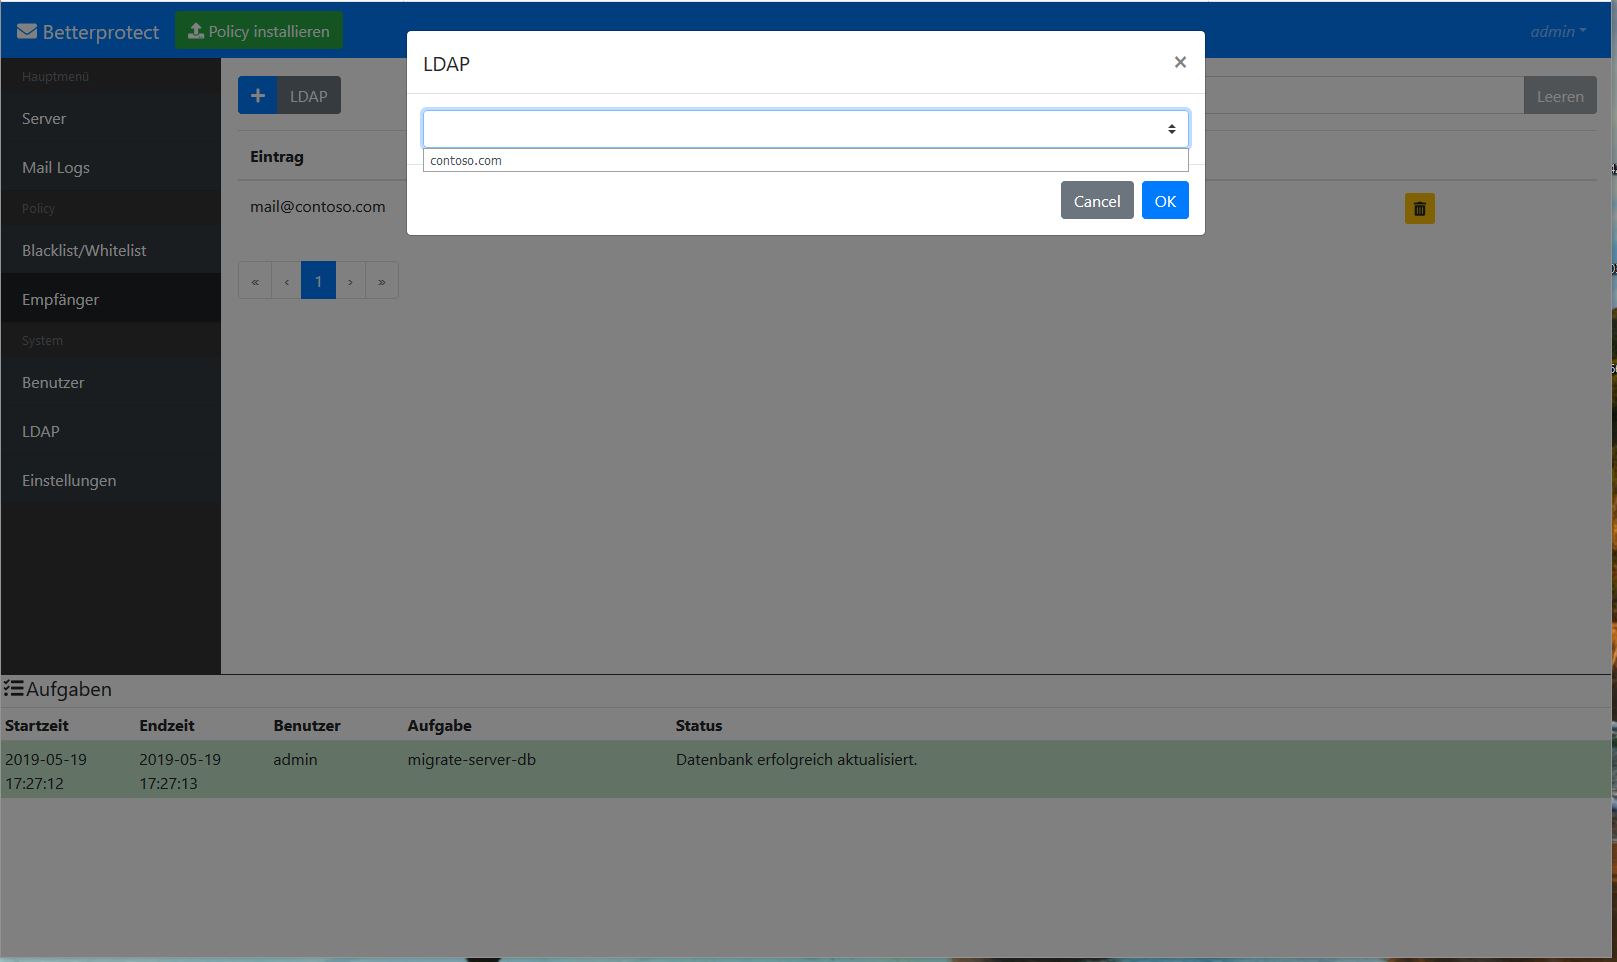 Betterprotect
Policy installieren
admin
LDAP
×
Hauptmenü
LDAP
Leeren
contoso.com
Server
Eintrag
Mail Logs
mail@contoso.com
Cancel
OK
Policy
Blacklist/Whitelist
« ‹ 1 › »
Empfänger
System
Benutzer
LDAP
Einstellungen
Aufgaben
Startzeit Endzeit Benutzer Aufgabe Status
2019-05-19 2019-05-19 admin migrate-server-db Datenbank erfolgreich aktualisiert.
17:27:12 17:27:13